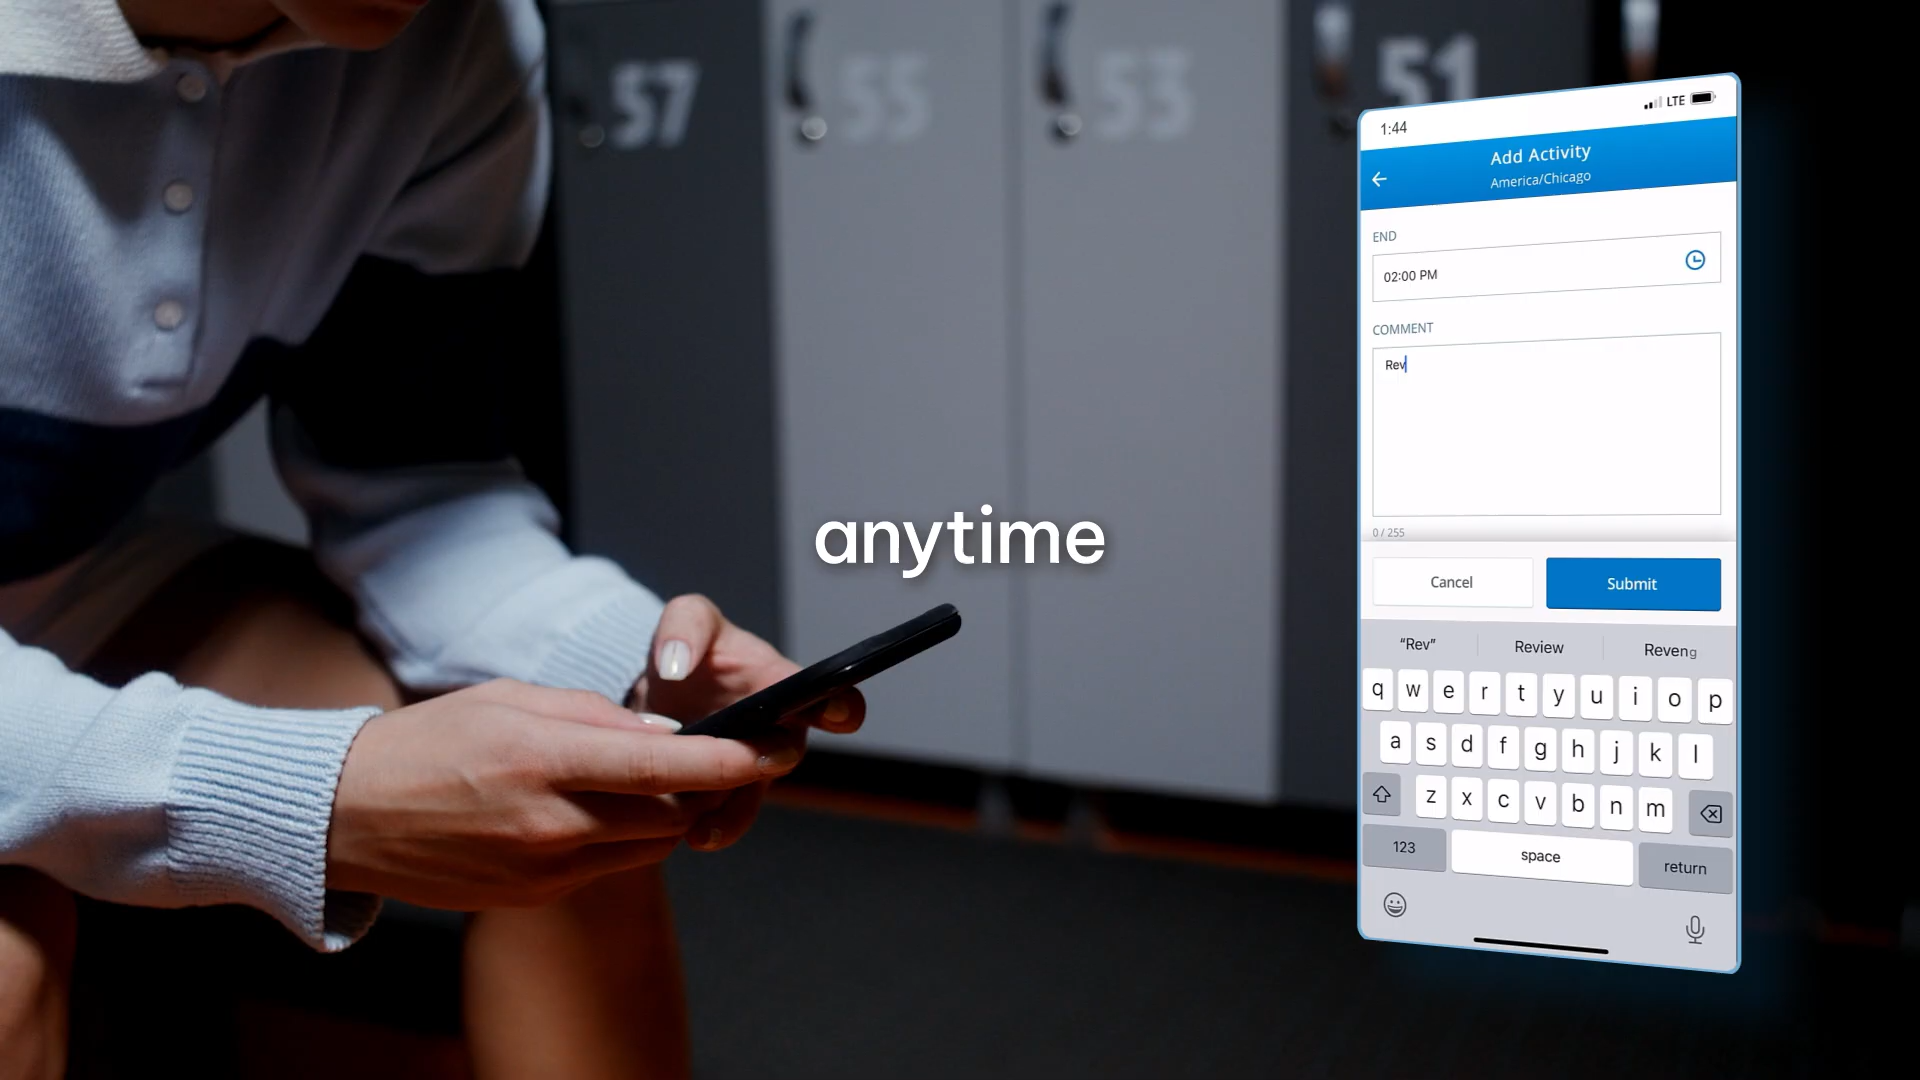 57 55 53 51
anytime
1:44
LTE
Add Activity
America/Chicago
END
02:00 PM
COMMENT
Rev
0 / 255
Cancel Submit
“Rev” Review Reveng
q w e r t y u i o p
a s d f g h j k l
z x c v b n m
123 space return